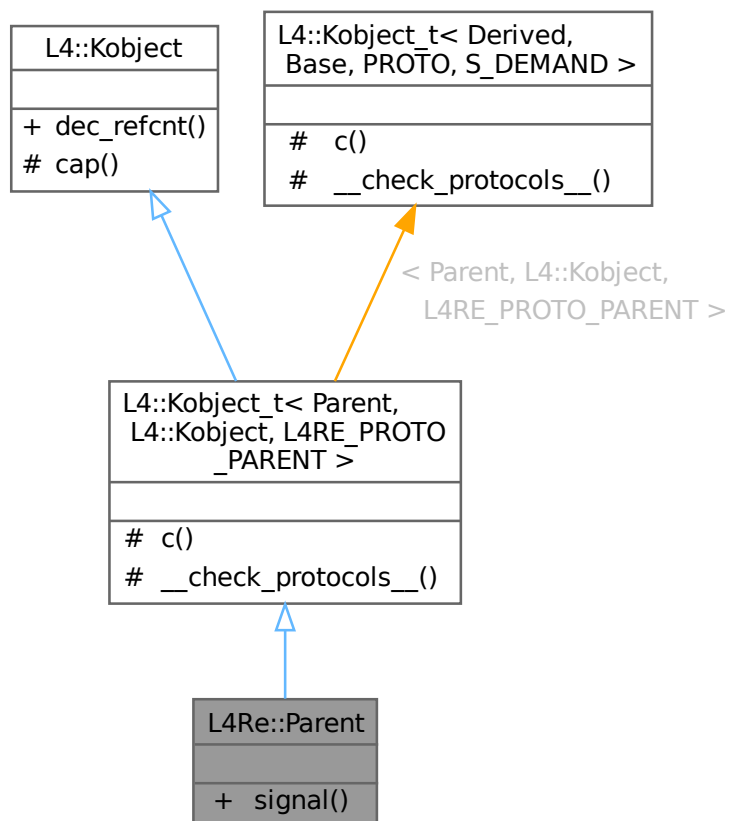 L4::Kobject
+ dec_refcnt()
# cap()
L4::Kobject_t< Derived,
Base, PROTO, S_DEMAND >
# c()
# __check_protocols__()
< Parent, L4::Kobject,
L4RE_PROTO_PARENT >
L4::Kobject_t< Parent,
L4::Kobject, L4RE_PROTO
_PARENT >
# c()
# __check_protocols__()
L4Re::Parent
+ signal()